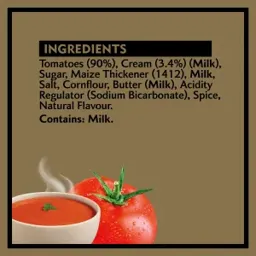 INGREDIENTS
Tomatoes (90%), Cream (3.4%) (Milk),
Sugar, Maize Thickener (1412), Milk,
Salt, Cornflour, Butter (Milk), Acidity
Regulator (Sodium Bicarbonate), Spice,
Natural Flavour.
Contains: Milk.